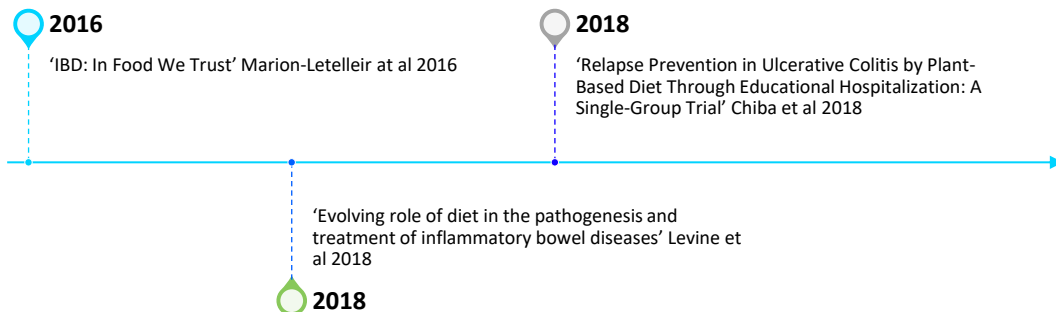 2016
‘IBD: In Food We Trust’ Marion-Letelleir at al 2016
2018
‘Relapse Prevention in Ulcerative Colitis by Plant-
Based Diet Through Educational Hospitalization: A
Single-Group Trial’ Chiba et al 2018
‘Evolving role of diet in the pathogenesis and
treatment of inflammatory bowel diseases’ Levine et
al 2018
2018